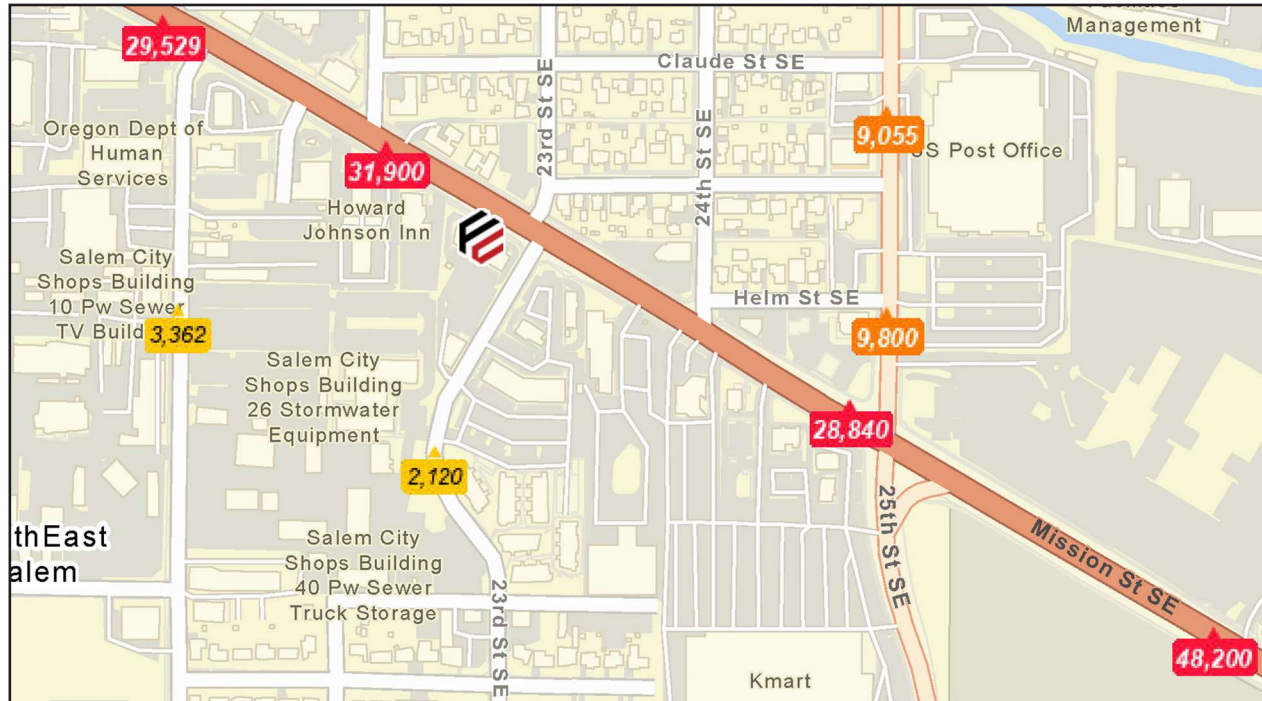 Management
29,529
Claude St SE
23rd St SE
24th St SE
9,055
US Post Office
Oregon Dept of
Human
Services
31,900
Howard
Johnson Inn
Salem City
Shops Building
10 Pw Sewer
TV Build
3,362
Helm St SE
9,800
Salem City
Shops Building
26 Stormwater
Equipment
28,840
2,120
25th St SE
Mission St SE
thEast
alem
Salem City
Shops Building
40 Pw Sewer
Truck Storage
23rd St SE
48,200
Kmart